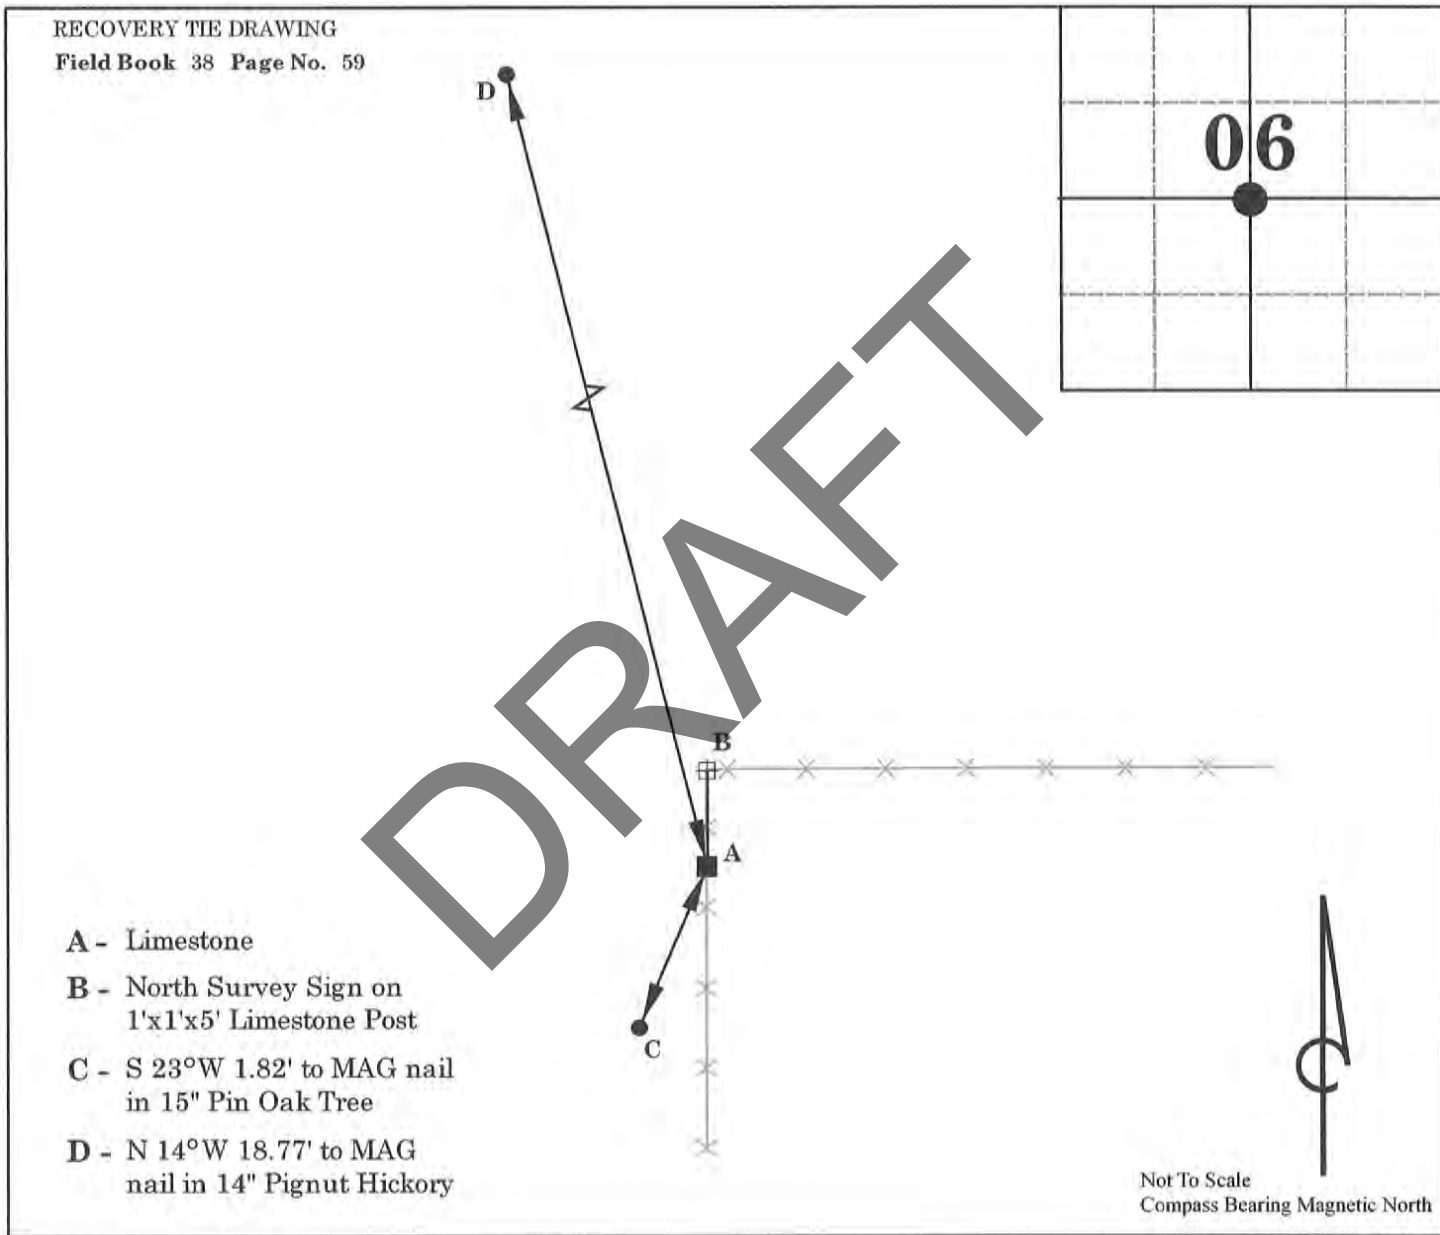 RECOVERY TIE DRAWING
Field Book 38 Page No. 59
D
06
DRAFT
B
A
C
A - Limestone
B - North Survey Sign on
1'x1'x5' Limestone Post
C - S 23°W 1.82' to MAG nail
in 15" Pin Oak Tree
D - N 14°W 18.77' to MAG
nail in 14" Pignut Hickory
Not To Scale
Compass Bearing Magnetic North